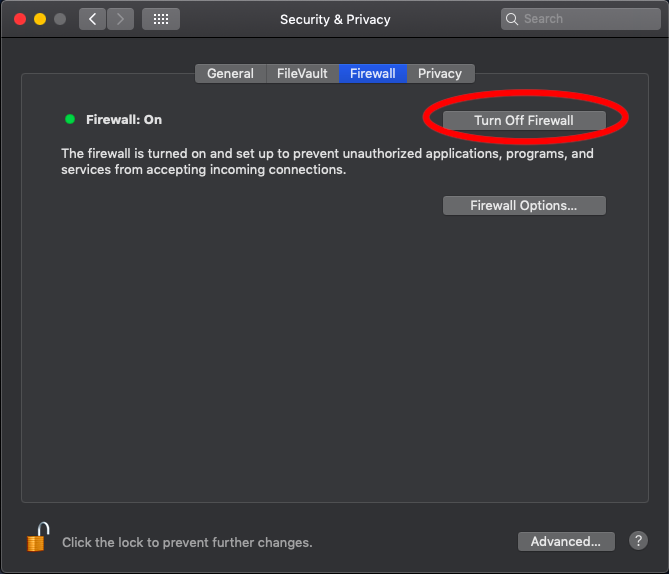 Security & Privacy
Search
General
FileVault
Firewall
Privacy
Firewall: On
Turn Off Firewall
The firewall is turned on and set up to prevent unauthorized applications, programs, and
services from accepting incoming connections.
Firewall Options...
Click the lock to prevent further changes.
Advanced...
?